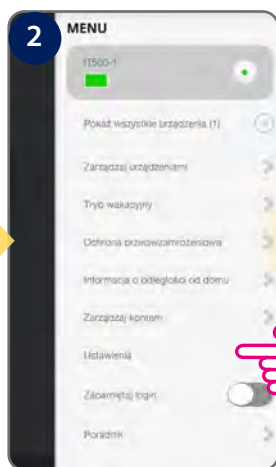 2
MENU
IT500-1
Pokaż wszystkie urządzenia (1)
Zarządzaj urządzeniami
Tryb wakacyjny
Ochrona przeciwzamrożeniowa
Informacja o odległości od domu
Zarządzaj kontem
Ustawienia
Zapamiętaj login
Poradnik